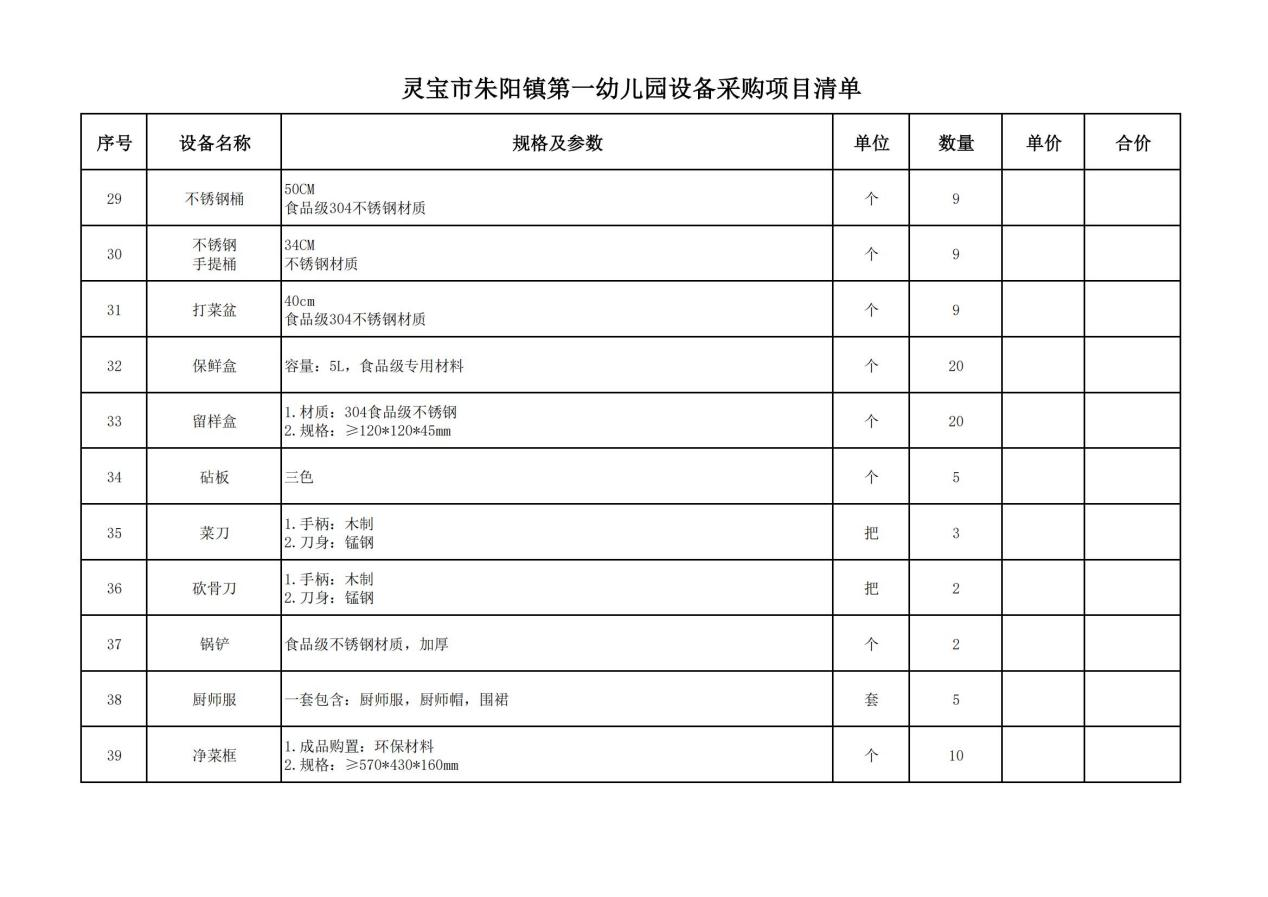 灵宝市朱阳镇第一幼儿园设备采购项目清单
序号 设备名称 规格及参数 单位 数量 单价 合价
29 不锈钢桶 50CM
食品级304不锈钢材质 个 9
30 不锈钢
手提桶 34CM
不锈钢材质 个 9
31 打菜盆 40cm
食品级304不锈钢材质 个 9
32 保鲜盒 容量：5L，食品级专用材料 个 20
33 留样盒 1.材质：304食品级不锈钢
2.规格：≥120*120*45mm 个 20
34 砧板 三色 个 5
35 菜刀 1.手柄：木制
2.刀身：锰钢 把 3
36 砍骨刀 1.手柄：木制
2.刀身：锰钢 把 2
37 锅铲 食品级不锈钢材质，加厚 个 2
38 厨师服 一套包含：厨师服，厨师帽，围裙 套 5
39 净菜框 1.成品购置：环保材料
2.规格：≥570*430*160mm 个 10